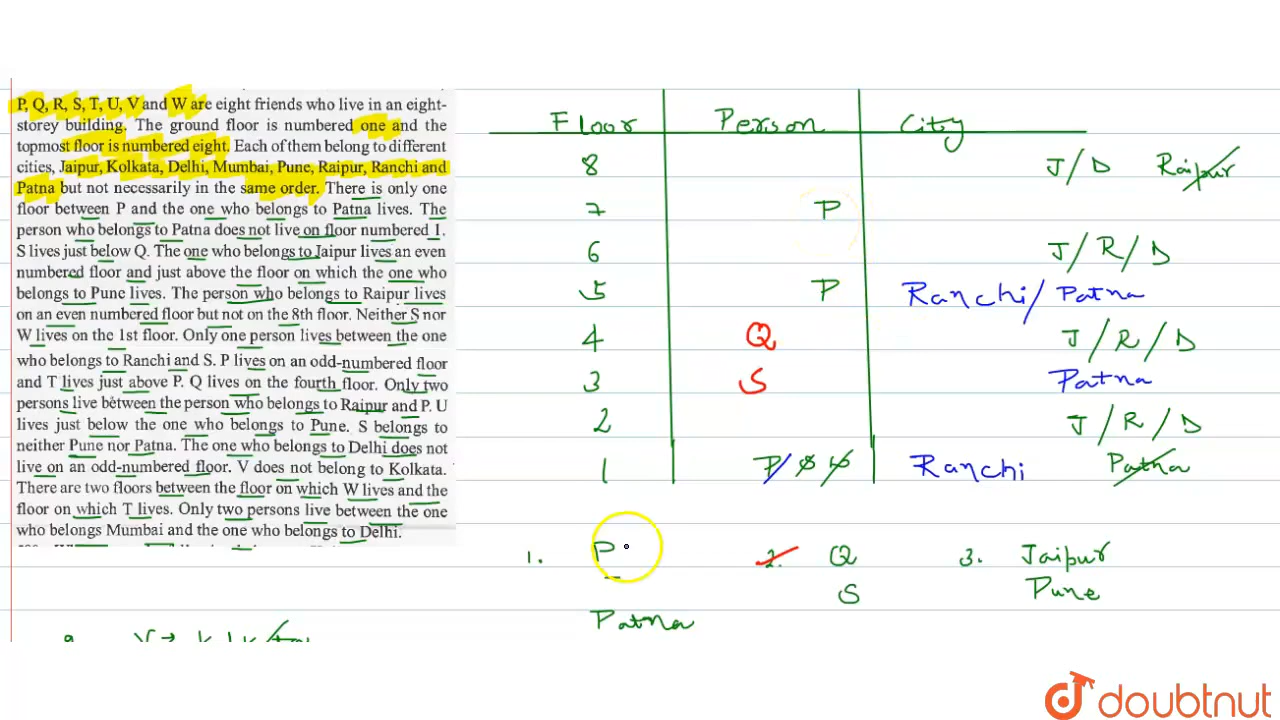 P, Q, R, S, T, U, V and W are eight friends who live in an eight-
storey building. The ground floor is numbered one and the
topmost floor is numbered eight. Each of them belong to different
cities, Jaipur, Kolkata, Delhi, Mumbai, Pune, Raipur, Ranchi and
Patna but not necessarily in the same order. There is only one
floor between P and the one who belongs to Patna lives. The
person who belongs to Patna does not live on floor numbered 1.
S lives just below Q. The one who belongs to Jaipur lives an even
numbered floor and just above the floor on which the one who
belongs to Pune lives. The person who belongs to Raipur lives
on an even numbered floor but not on the 8th floor. Neither S nor
W lives on the 1st floor. Only one person lives between the one
who belongs to Ranchi and S. P lives on an odd-numbered floor
and T lives just above P. Q lives on the fourth floor. Only two
persons live between the person who belongs to Raipur and P. U
lives just below the one who belongs to Pune. S belongs to
neither Pune nor Patna. The one who belongs to Delhi does not
live on an odd-numbered floor. V does not belong to Kolkata.
There are two floors between the floor on which W lives and the
floor on which T lives. Only two persons live between the one
who belongs Mumbai and the one who belongs to Delhi.
Floor Person City
8 J/D Raipur
7 P
6 J/R/D
5 P Ranchi/Patna
4 Q J/R/D
3 S Patna
2 J/R/D
1 P/ Ranchi Patna
1. P 2. Q 3. Jaipur
S Pune
Patna
doubtnut